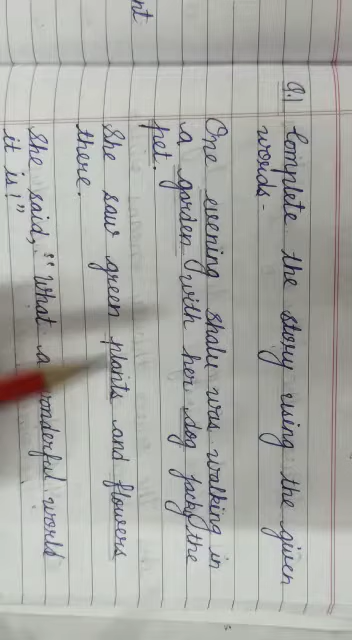 nt
Q.1 Complete the story using the given
words-
One evening Shalu was walking in
a garden with her dog Jacky, the
pet.
She saw green plants and flowers
there.
She said, "What a wonderful world
it is!"